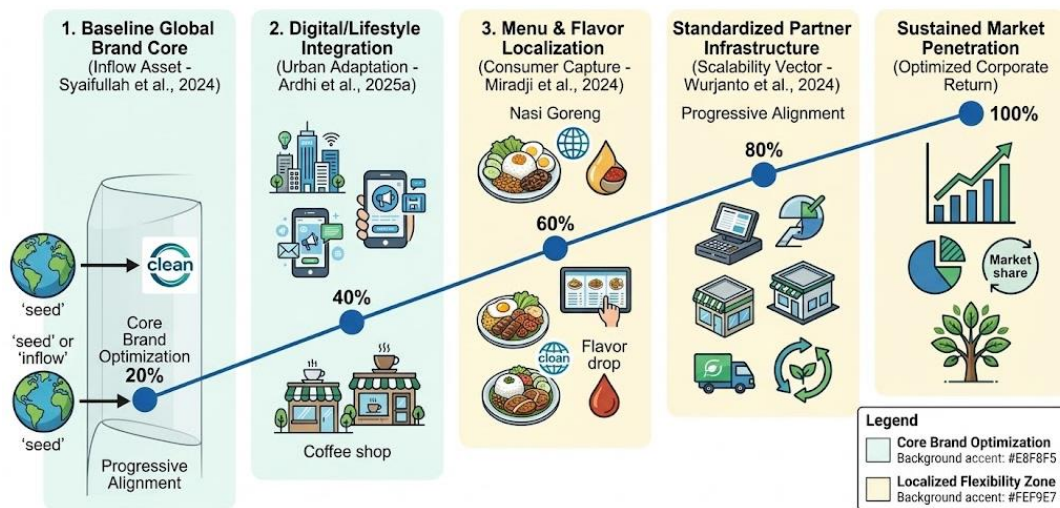 1. Baseline Global
Brand Core
(Inflow Asset -
Syaifullah et al., 2024)
'seed'
'seed' or
'inflow'
'seed'
clean
Core
Brand
Optimization
20%
Progressive
Alignment
2. Digital/Lifestyle
Integration
(Urban Adaptation -
Ardhi et al., 2025a)
40%
Coffee shop
3. Menu & Flavor
Localization
(Consumer Capture -
Miradji et al., 2024)
Nasi Goreng
60%
clean
Flavor
drop
Standardized Partner
Infrastructure
(Scalability Vector -
Wurjanto et al., 2024)
Progressive Alignment
80%
Sustained Market
Penetration
(Optimized Corporate
Return)
100%
Market
share
Legend
Core Brand Optimization
Background accent: #E8F8F5
Localized Flexibility Zone
Background accent: #FEF9E7